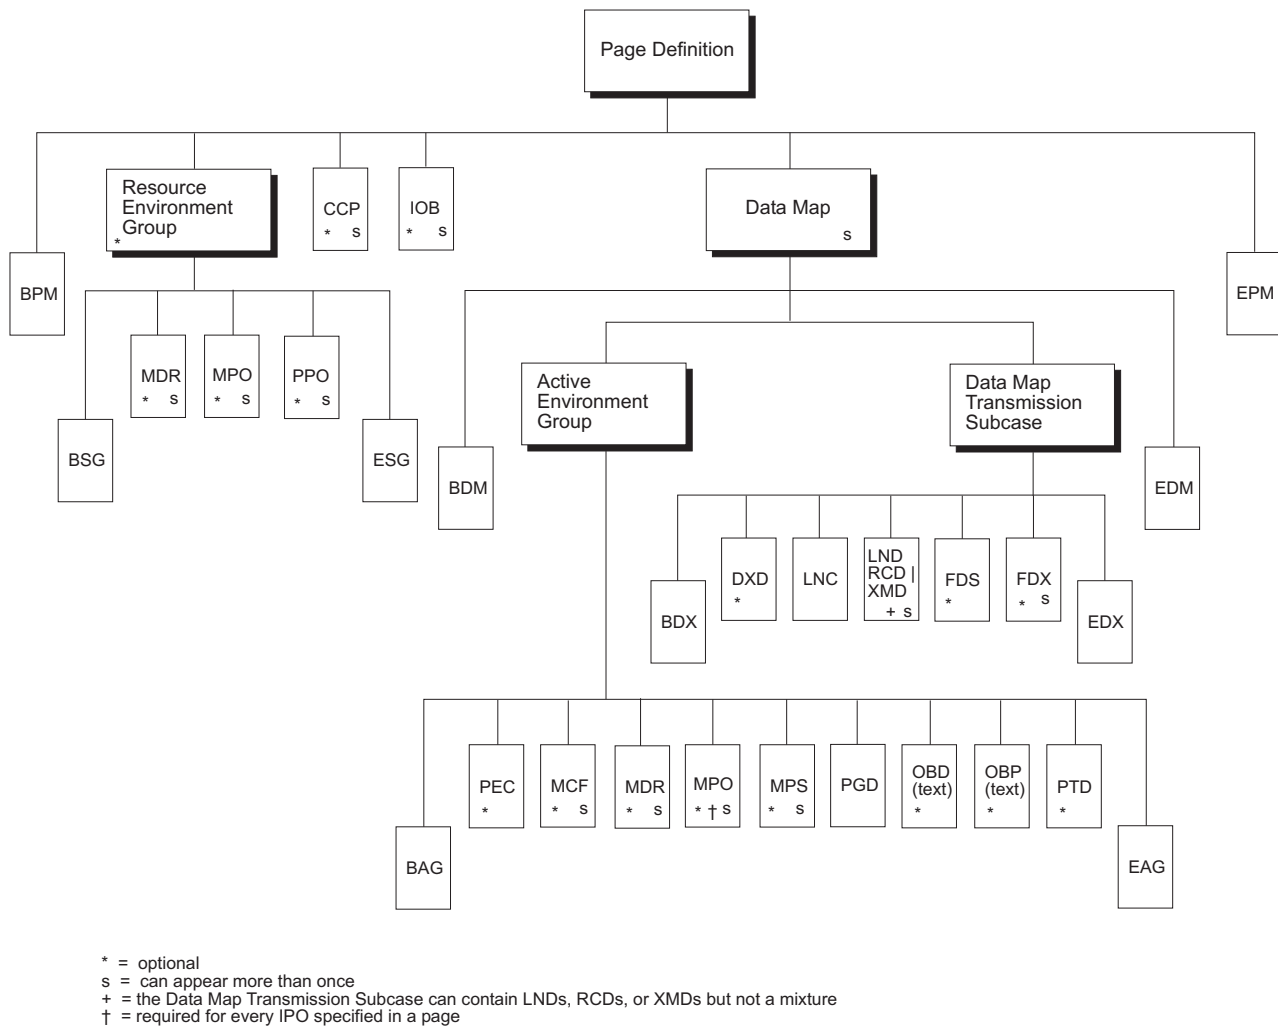 Page Definition
Resource
Environment
Group
*
CCP
* s
IOB
* s
Data Map
s
BPM
EPM
MDR
* s
MPO
* s
PPO
* s
BSG
ESG
Active
Environment
Group
Data Map
Transmission
Subcase
BDM
EDM
DXD
*
LNC
LND
RCD |
XMD
+ s
FDS
*
FDX
* s
BDX
EDX
PEC
*
MCF
* s
MDR
* s
MPO
* † s
MPS
* s
PGD
OBD
(text)
*
OBP
(text)
*
PTD
*
BAG
EAG
* = optional
s = can appear more than once
+ = the Data Map Transmission Subcase can contain LNDs, RCDs, or XMDs but not a mixture
† = required for every IPO specified in a page